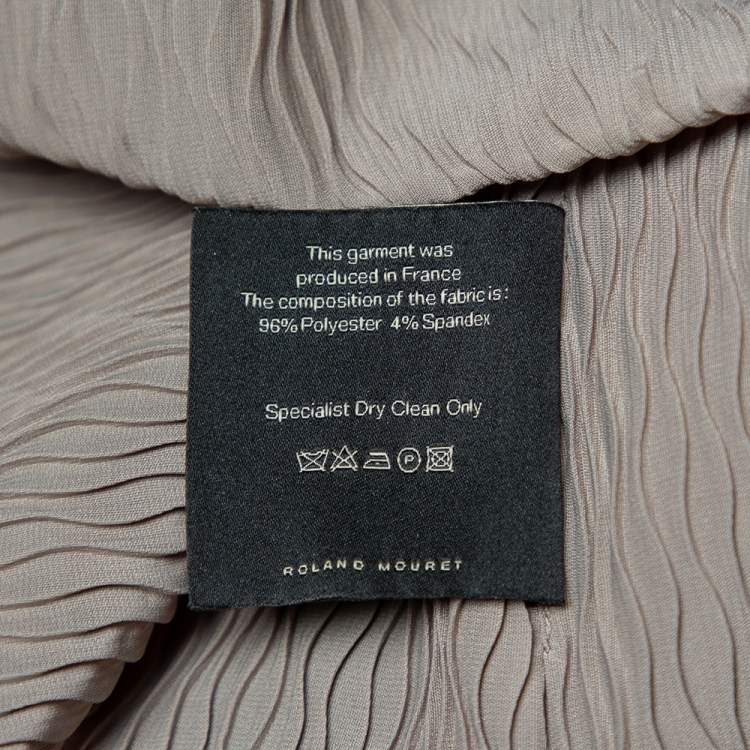 This garment was
produced in France
The composition of the fabric is:
96% Polyester 4% Spandex
Specialist Dry Clean Only
P
ROLAND MOURET